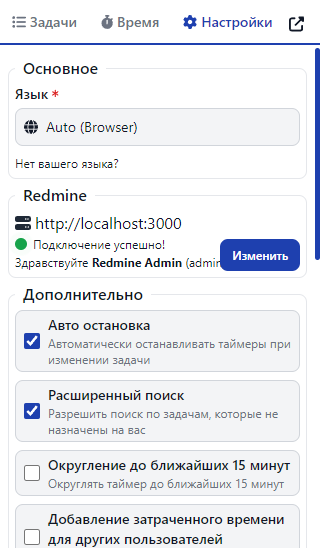 Задачи Время Настройки
Основное
Язык *
Auto (Browser)
Нет вашего языка?
Redmine
http://localhost:3000
Подключение успешно!
Здравствуйте Redmine Admin (admin
Изменить
Дополнительно
Авто остановка
Автоматически останавливать таймеры при
изменении задачи
Расширенный поиск
Разрешить поиск по задачам, которые не
назначены на вас
Округление до ближайших 15 минут
Округлять таймер до ближайших 15 минут
Добавление затраченного времени
для других пользователей